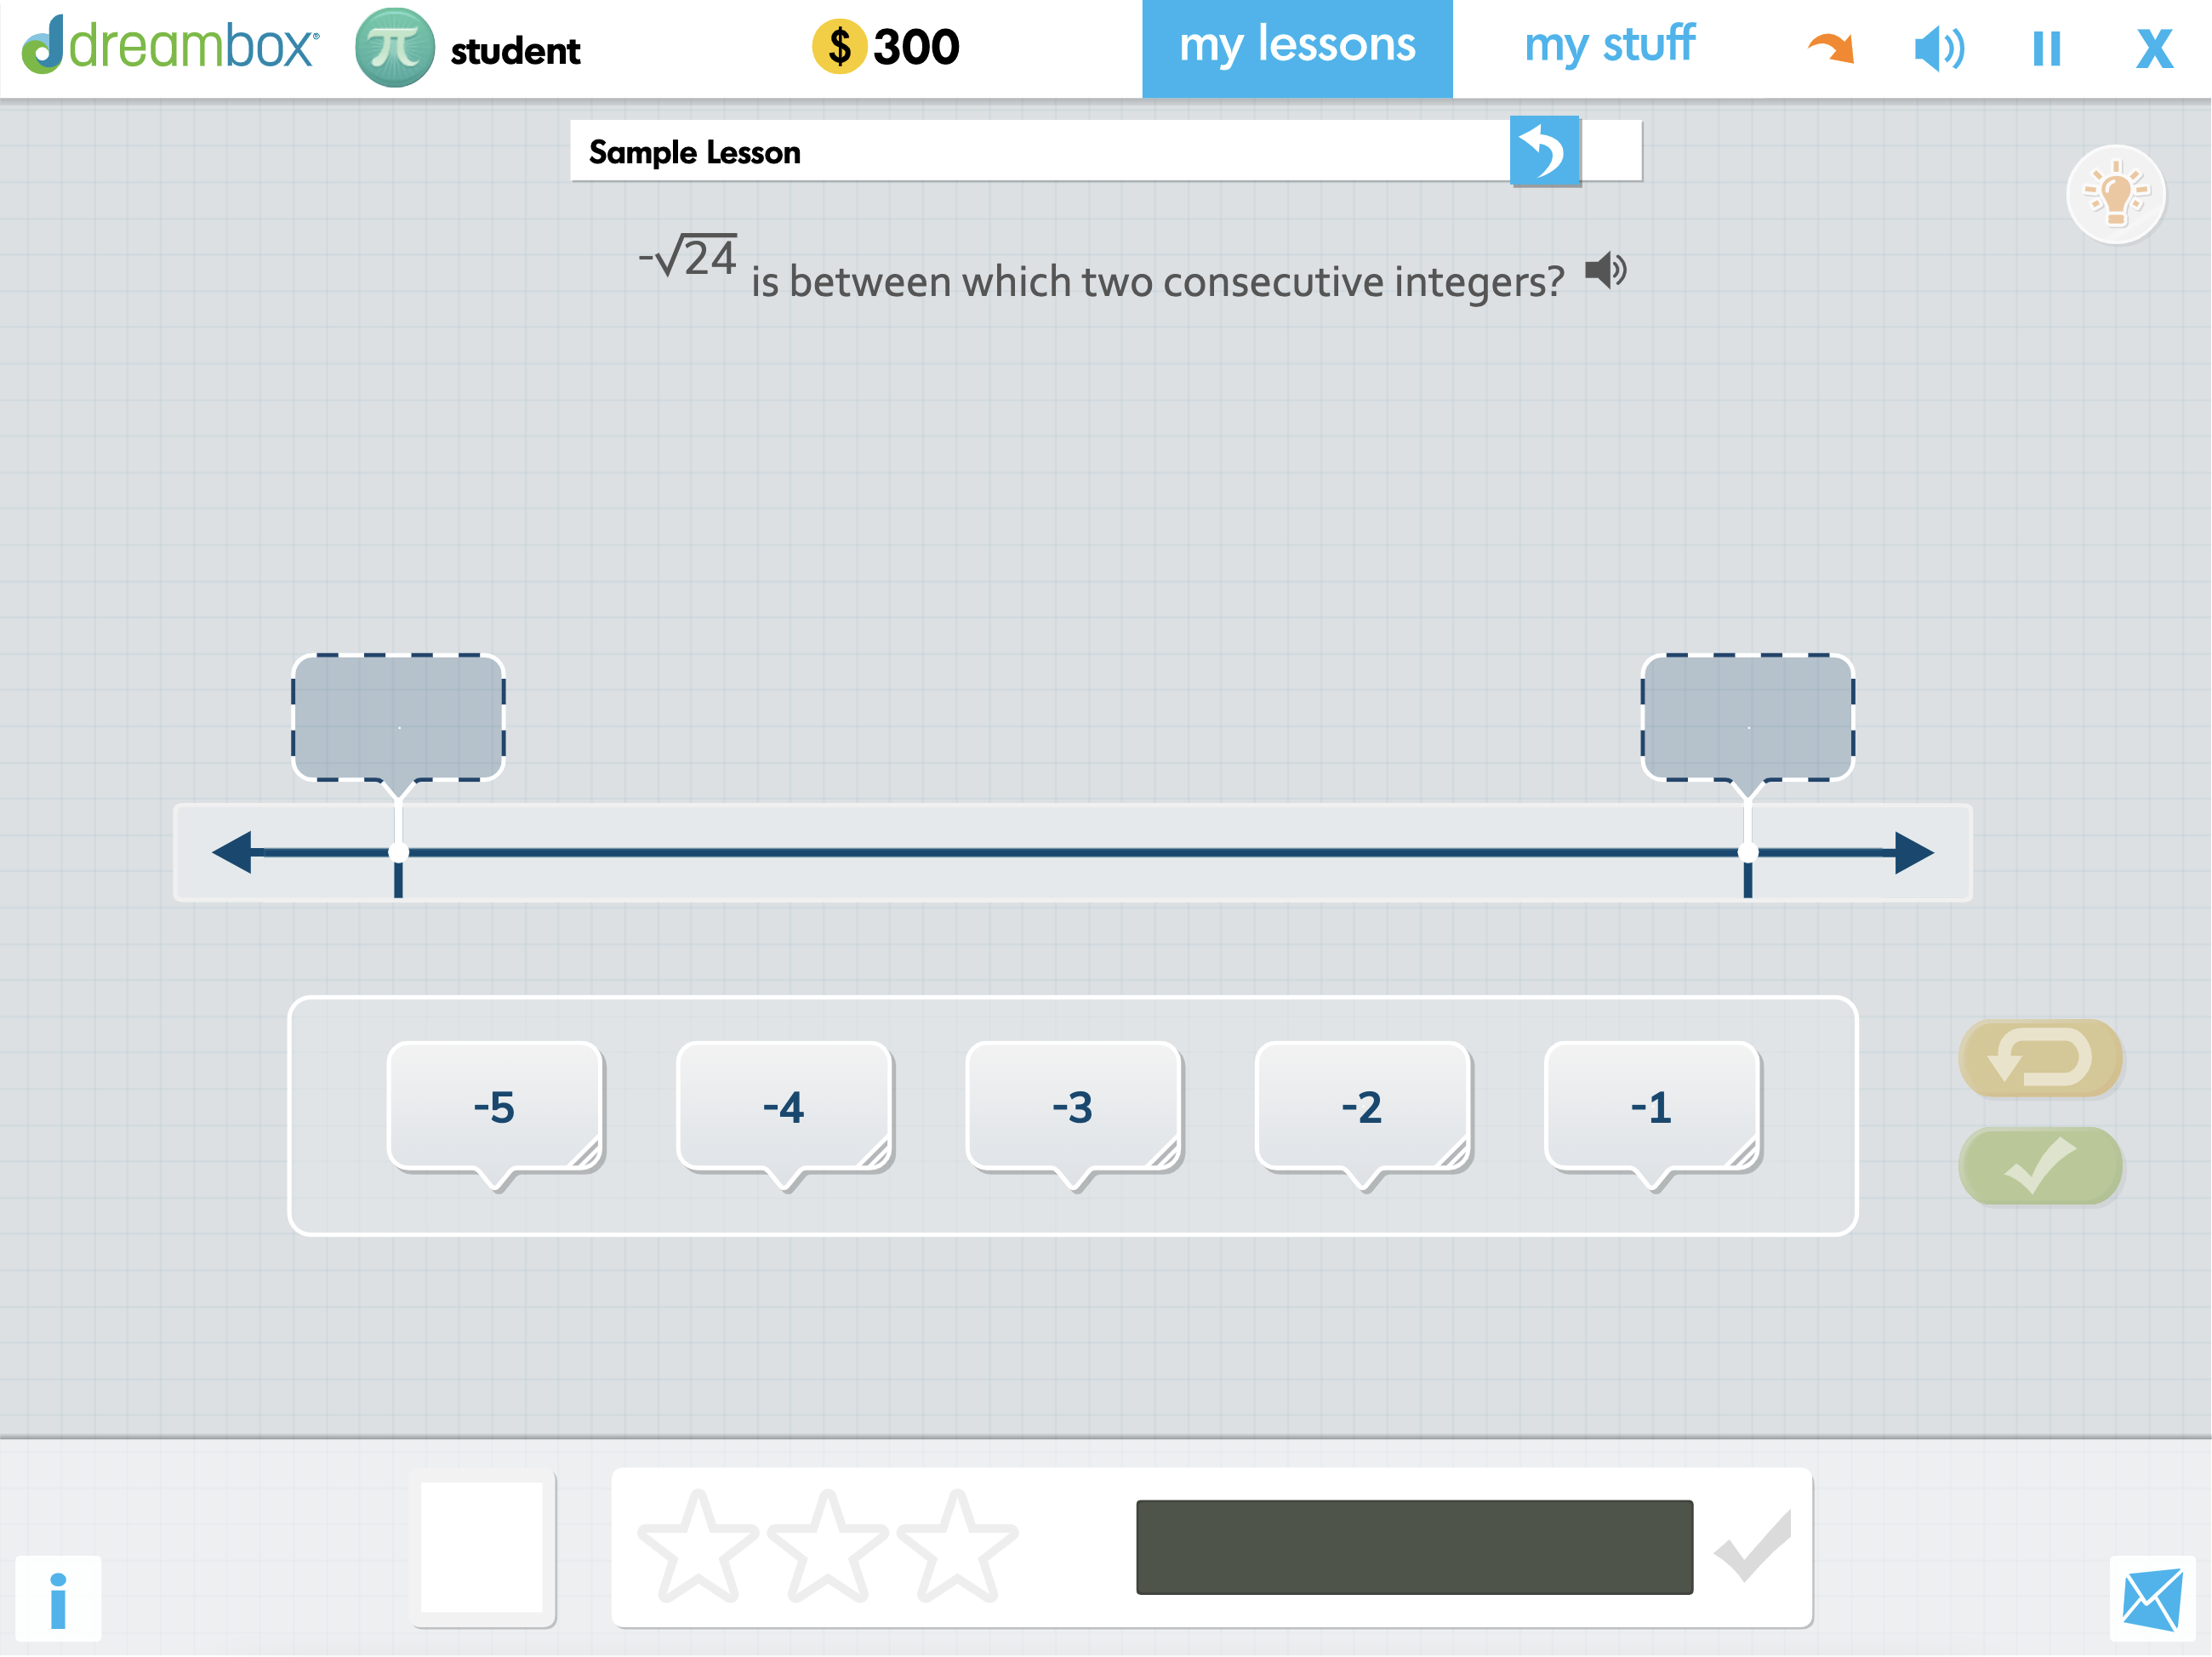 dreambox® student $ 300 my lessons my stuff
Sample Lesson
-√24 is between which two consecutive integers?
-5 -4 -3 -2 -1